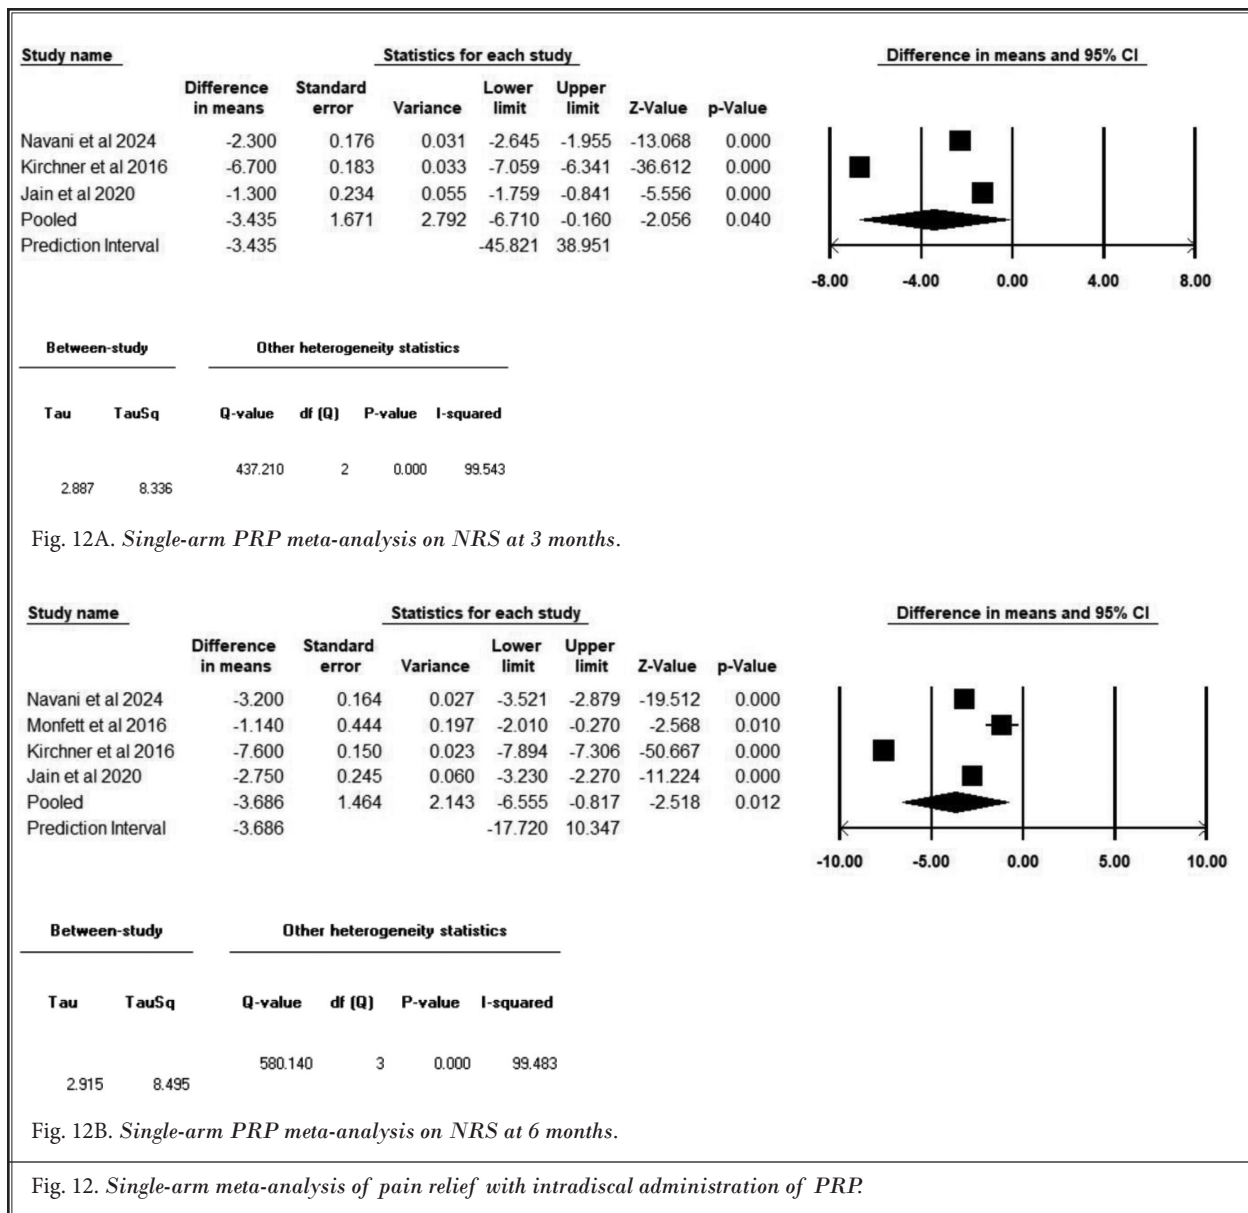 Study name Statistics for each study Difference in means and 95% CI
Difference in means Standard error Variance Lower limit Upper limit Z-Value p-Value
Navani et al 2024 -2.300 0.176 0.031 -2.645 -1.955 -13.068 0.000
Kirchner et al 2016 -6.700 0.183 0.033 -7.059 -6.341 -36.612 0.000
Jain et al 2020 -1.300 0.234 0.055 -1.759 -0.841 -5.556 0.000
Pooled -3.435 1.671 2.792 -6.710 -0.160 -2.056 0.040
Prediction Interval -3.435 -45.821 38.951
-8.00 -4.00 0.00 4.00 8.00
Between-study Other heterogeneity statistics
Tau TauSq Q-value df (Q) P-value I-squared
437.210 2 0.000 99.543
2.887 8.336
Fig. 12A. Single-arm PRP meta-analysis on NRS at 3 months.
Study name Statistics for each study Difference in means and 95% CI
Difference in means Standard error Variance Lower limit Upper limit Z-Value p-Value
Navani et al 2024 -3.200 0.164 0.027 -3.521 -2.879 -19.512 0.000
Monfett et al 2016 -1.140 0.444 0.197 -2.010 -0.270 -2.568 0.010
Kirchner et al 2016 -7.600 0.150 0.023 -7.894 -7.306 -50.667 0.000
Jain et al 2020 -2.750 0.245 0.060 -3.230 -2.270 -11.224 0.000
Pooled -3.686 1.464 2.143 -6.555 -0.817 -2.518 0.012
Prediction Interval -3.686 -17.720 10.347
-10.00 -5.00 0.00 5.00 10.00
Between-study Other heterogeneity statistics
Tau TauSq Q-value df (Q) P-value I-squared
580.140 3 0.000 99.483
2.915 8.495
Fig. 12B. Single-arm PRP meta-analysis on NRS at 6 months.
Fig. 12. Single-arm meta-analysis of pain relief with intradiscal administration of PRP.